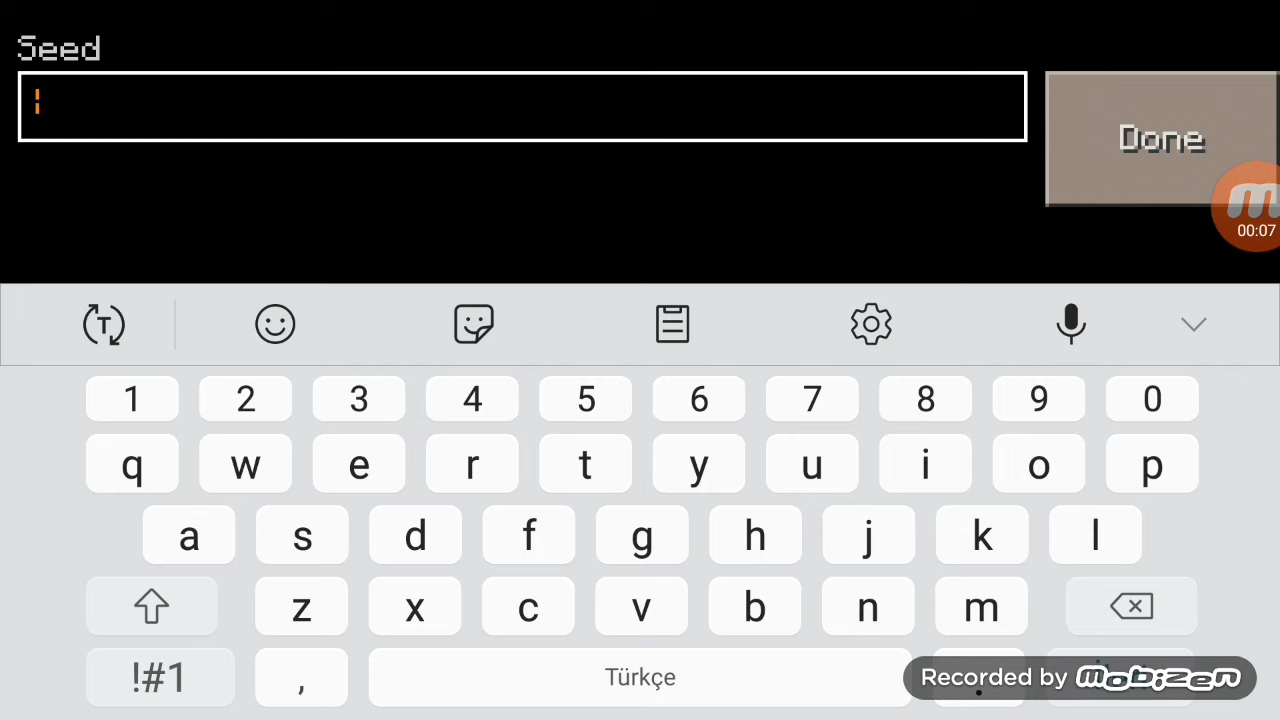 Seed
Done
00:07
1 2 3 4 5 6 7 8 9 0
q w e r t y u i o p
a s d f g h j k l
z x c v b n m
!#1 , Türkçe .
Recorded by mobizen